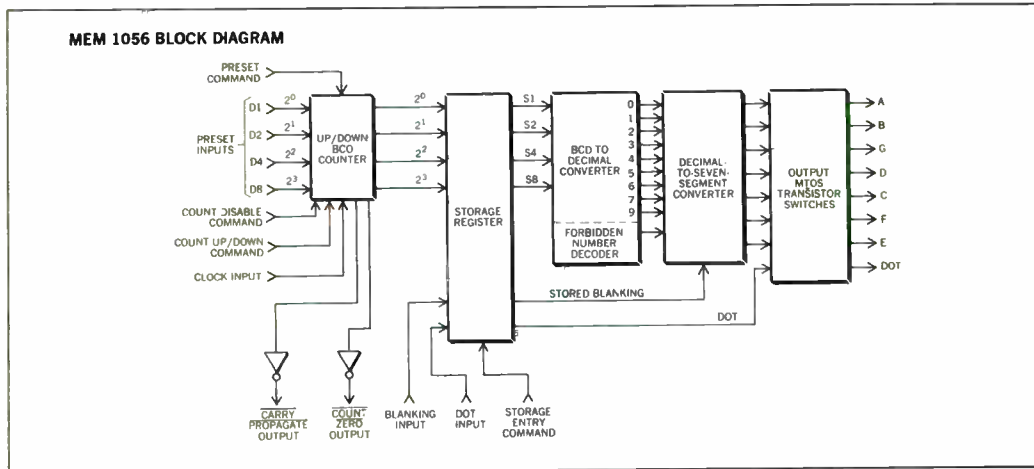 MEM 1056 BLOCK DIAGRAM
PRESET
COMMAND
PRESET
INPUTS
D1
D2
D4
D8
2⁰
2¹
2²
2³
UP/DOWN
BCO
COUNTER
COUNT DISABLE
COMMAND
COUNT UP/DOWN
COMMAND
CLOCK INPUT
CARRY
PROPAGATE
OUTPUT
COUNT-
ZERO
OUTPUT
2⁰
2¹
2²
2³
STORAGE
REGISTER
BLANKING
INPUT
DOT
INPUT
STORAGE
ENTRY
COMMAND
S1
S2
S4
S8
BCD TO
DECIMAL
CONVERTER
0
1
2
3
4
5
6
7
9
FORBIDDEN
NUMBER
DECODER
STORED BLANKING
DOT
DECIMAL-
TO-SEVEN-
SEGMENT
CONVERTER
OUTPUT
MTOS
TRANSISTOR
SWITCHES
A
B
G
D
C
F
E
DOT